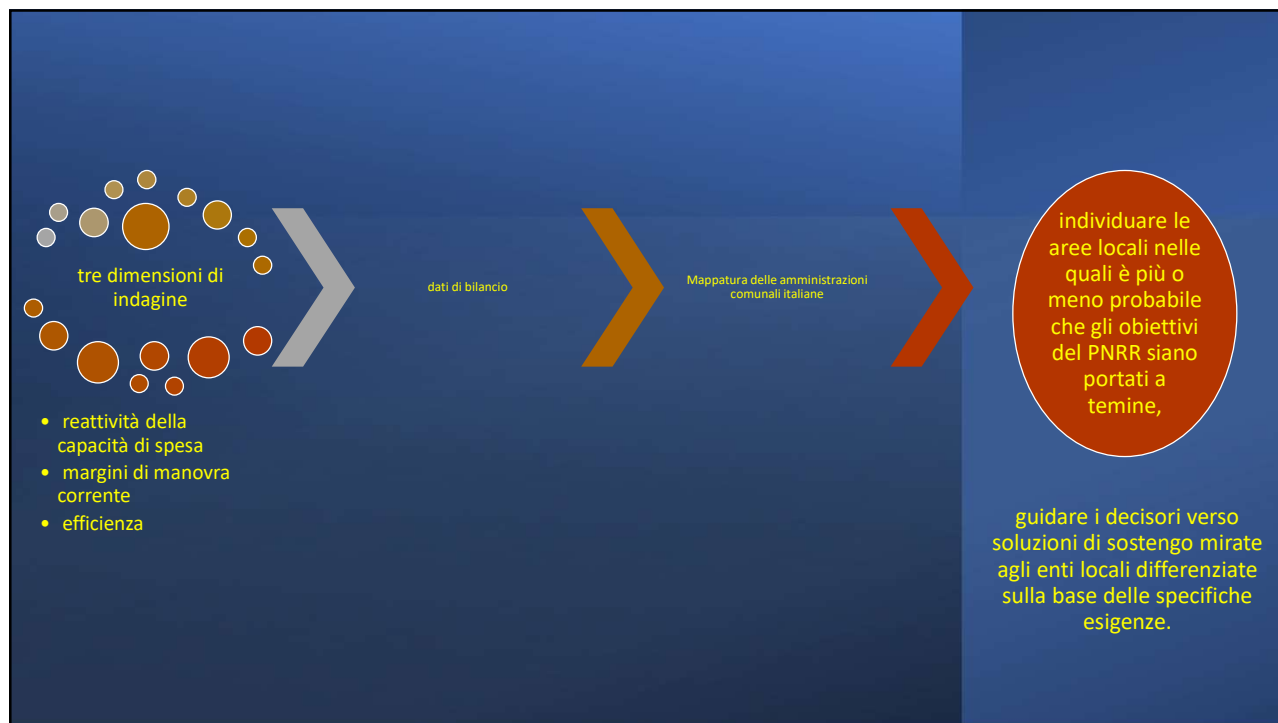 tre dimensioni di
indagine
• reattività della
capacità di spesa
• margini di manovra
corrente
• efficienza
dati di bilancio
Mappatura delle amministrazioni
comunali italiane
individuare le
aree locali nelle
quali è più o
meno probabile
che gli obiettivi
del PNRR siano
portati a
temine,
guidare i decisori verso
soluzioni di sostengo mirate
agli enti locali differenziate
sulla base delle specifiche
esigenze.